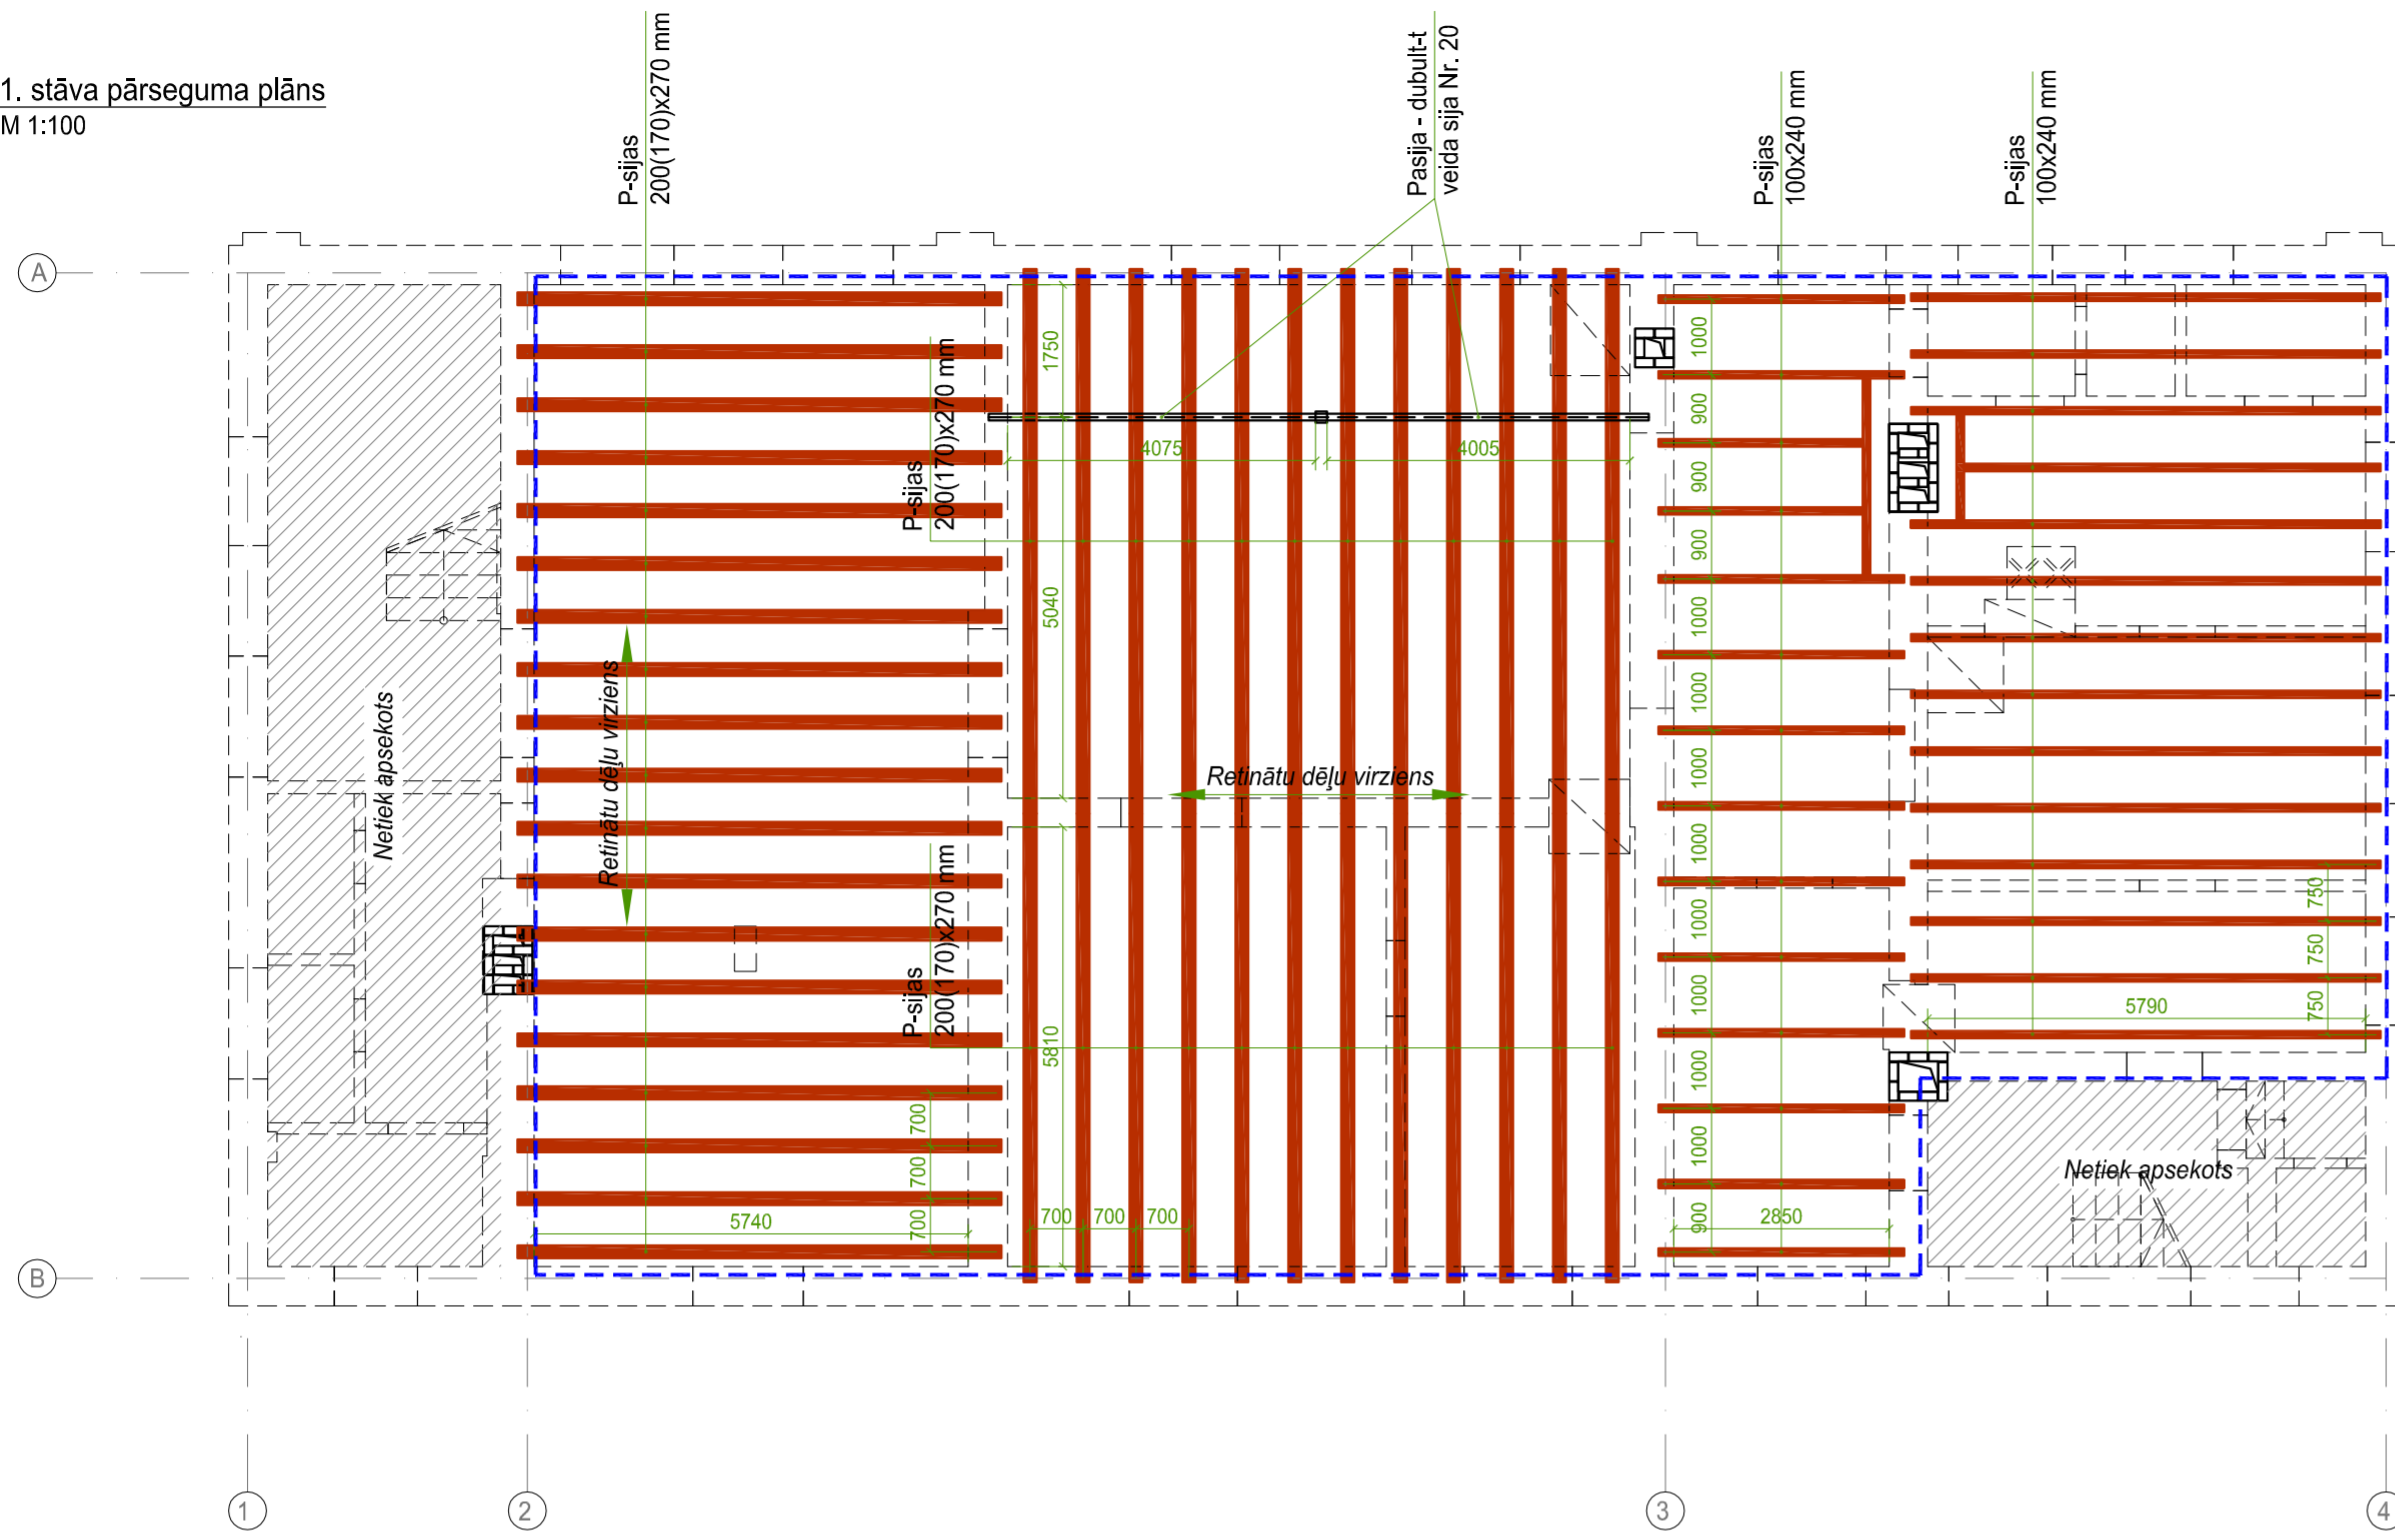 1. stāva pārseguma plāns
M 1:100
P-sijas
200(170)x270 mm
Pasija - dubult-t
veida sija Nr. 20
P-sijas
100x240 mm
P-sijas
100x240 mm
A
B
1
2
3
4
Netiek apsekots
Retinātu dēļu virziens
P-sijas
200(170)x270 mm
P-sijas
200(170)x270 mm
Retinātu dēļu virziens
Netiek apsekots
1750
4075
4005
5040
5810
5740
700
700
700
700
700
700
1000
900
900
900
1000
1000
1000
1000
1000
1000
1000
1000
900
2850
750
750
750
5790